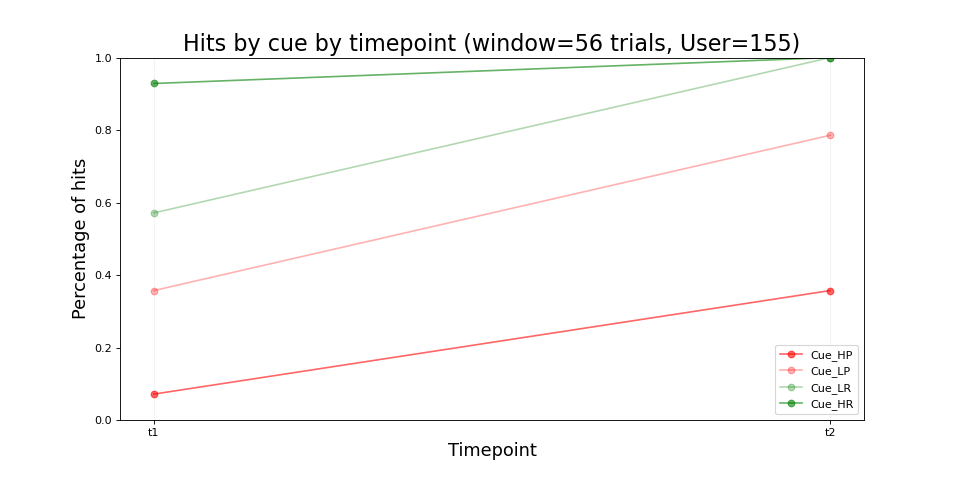 Hits by cue by timepoint (window=56 trials, User=155)
Percentage of hits
1.0
0.8
0.6
0.4
0.2
0.0
t1
t2
Timepoint
Cue_HP
Cue_LP
Cue_LR
Cue_HR